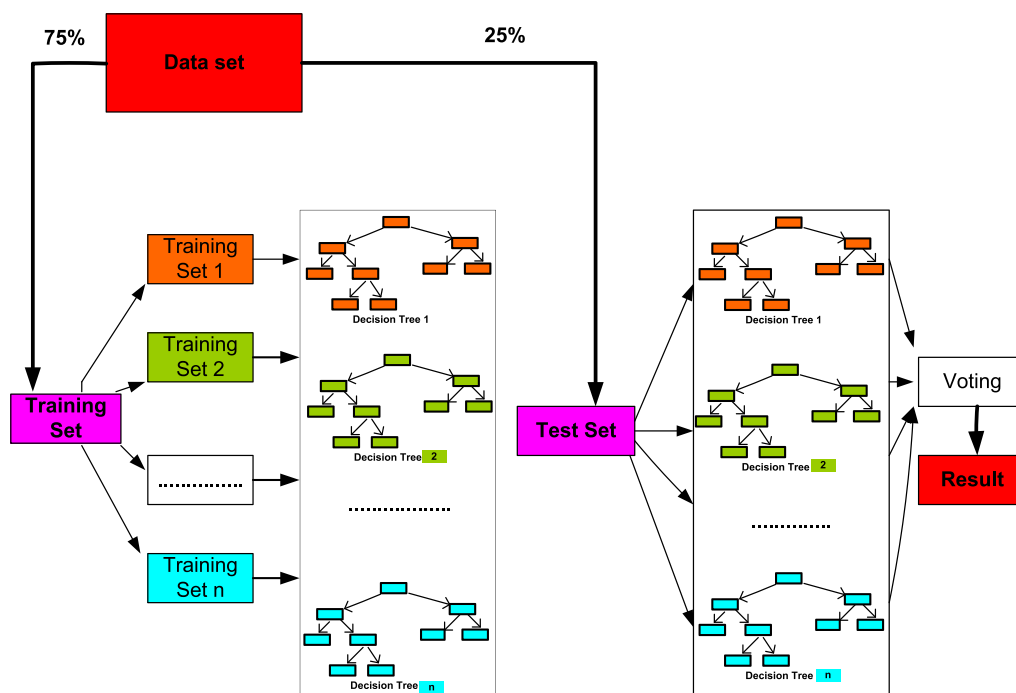 75%
Data set
25%
Training
Set 1
Decision Tree 1
Decision Tree 1
Training
Set 2
Voting
Training
Set
Test Set
Decision Tree 2
Decision Tree 2
Result
...............
....................
...............
Training
Set n
Decision Tree n
Decision Tree n